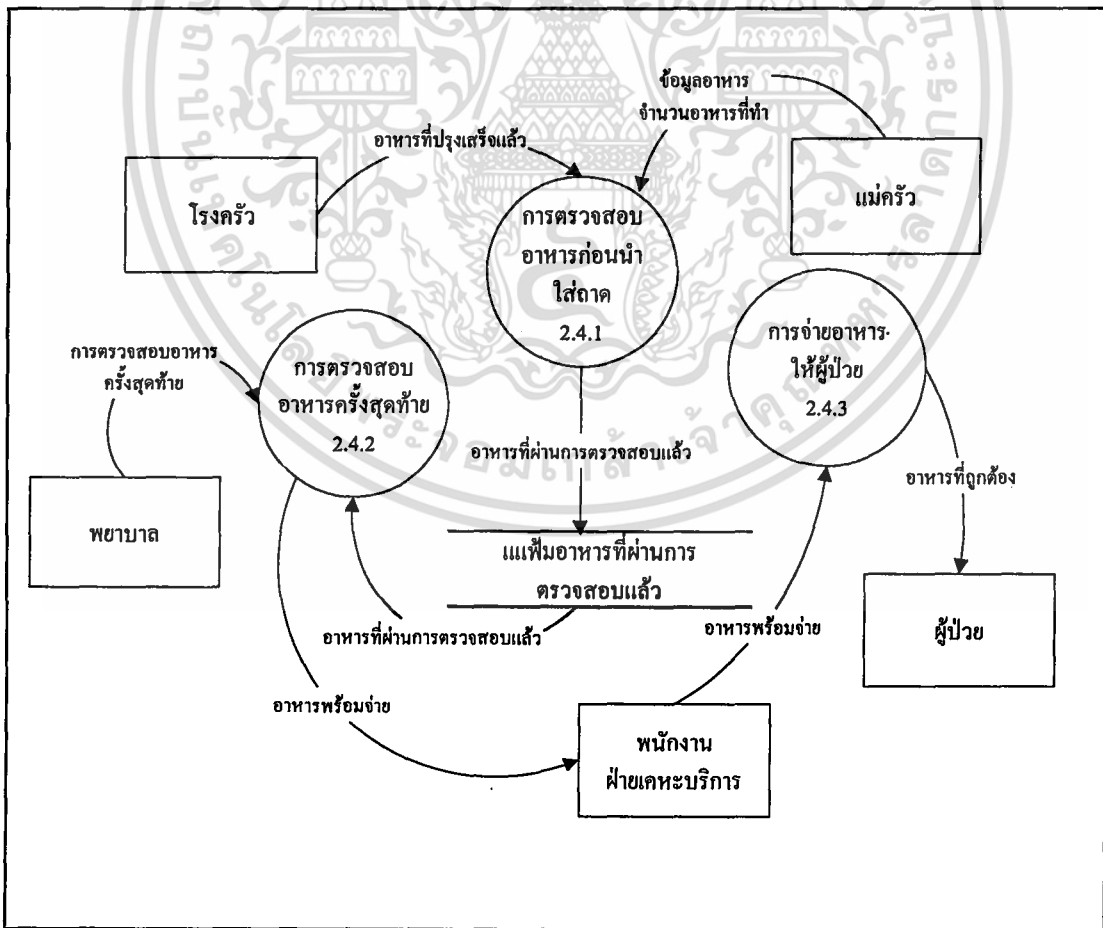 ข้อมูลอาหาร
จำนวนอาหารที่ทำ
อาหารที่ปรุงเสร็จแล้ว
โรงครัว
แม่ครัว
การตรวจสอบ
อาหารก่อนนำ
ใส่ถาด
2.4.1
การจ่ายอาหาร
ให้ผู้ป่วย
2.4.3
การตรวจสอบอาหาร
ครั้งสุดท้าย
การตรวจสอบ
อาหารครั้งสุดท้าย
2.4.2
อาหารที่ผ่านการตรวจสอบแล้ว
อาหารที่ถูกต้อง
พยาบาล
แฟ้มอาหารที่ผ่านการ
ตรวจสอบแล้ว
อาหารที่ผ่านการตรวจสอบแล้ว
อาหารพร้อมจ่าย
ผู้ป่วย
อาหารพร้อมจ่าย
พนักงาน
ฝ่ายเคหะบริการ